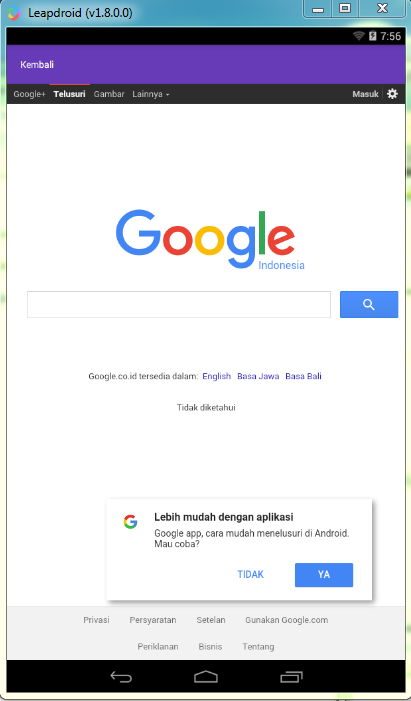 Leapdroid (v1.8.0.0)
7:56
Kembali
Google+ Telusuri Gambar Lainnya Masuk
Google
Indonesia
Google.co.id tersedia dalam: English Basa Jawa Basa Bali
Tidak diketahui
Lebih mudah dengan aplikasi
Google app, cara mudah menelusuri di Android.
Mau coba?
TIDAK YA
Privasi Persyaratan Setelan Gunakan Google.com
Periklanan Bisnis Tentang